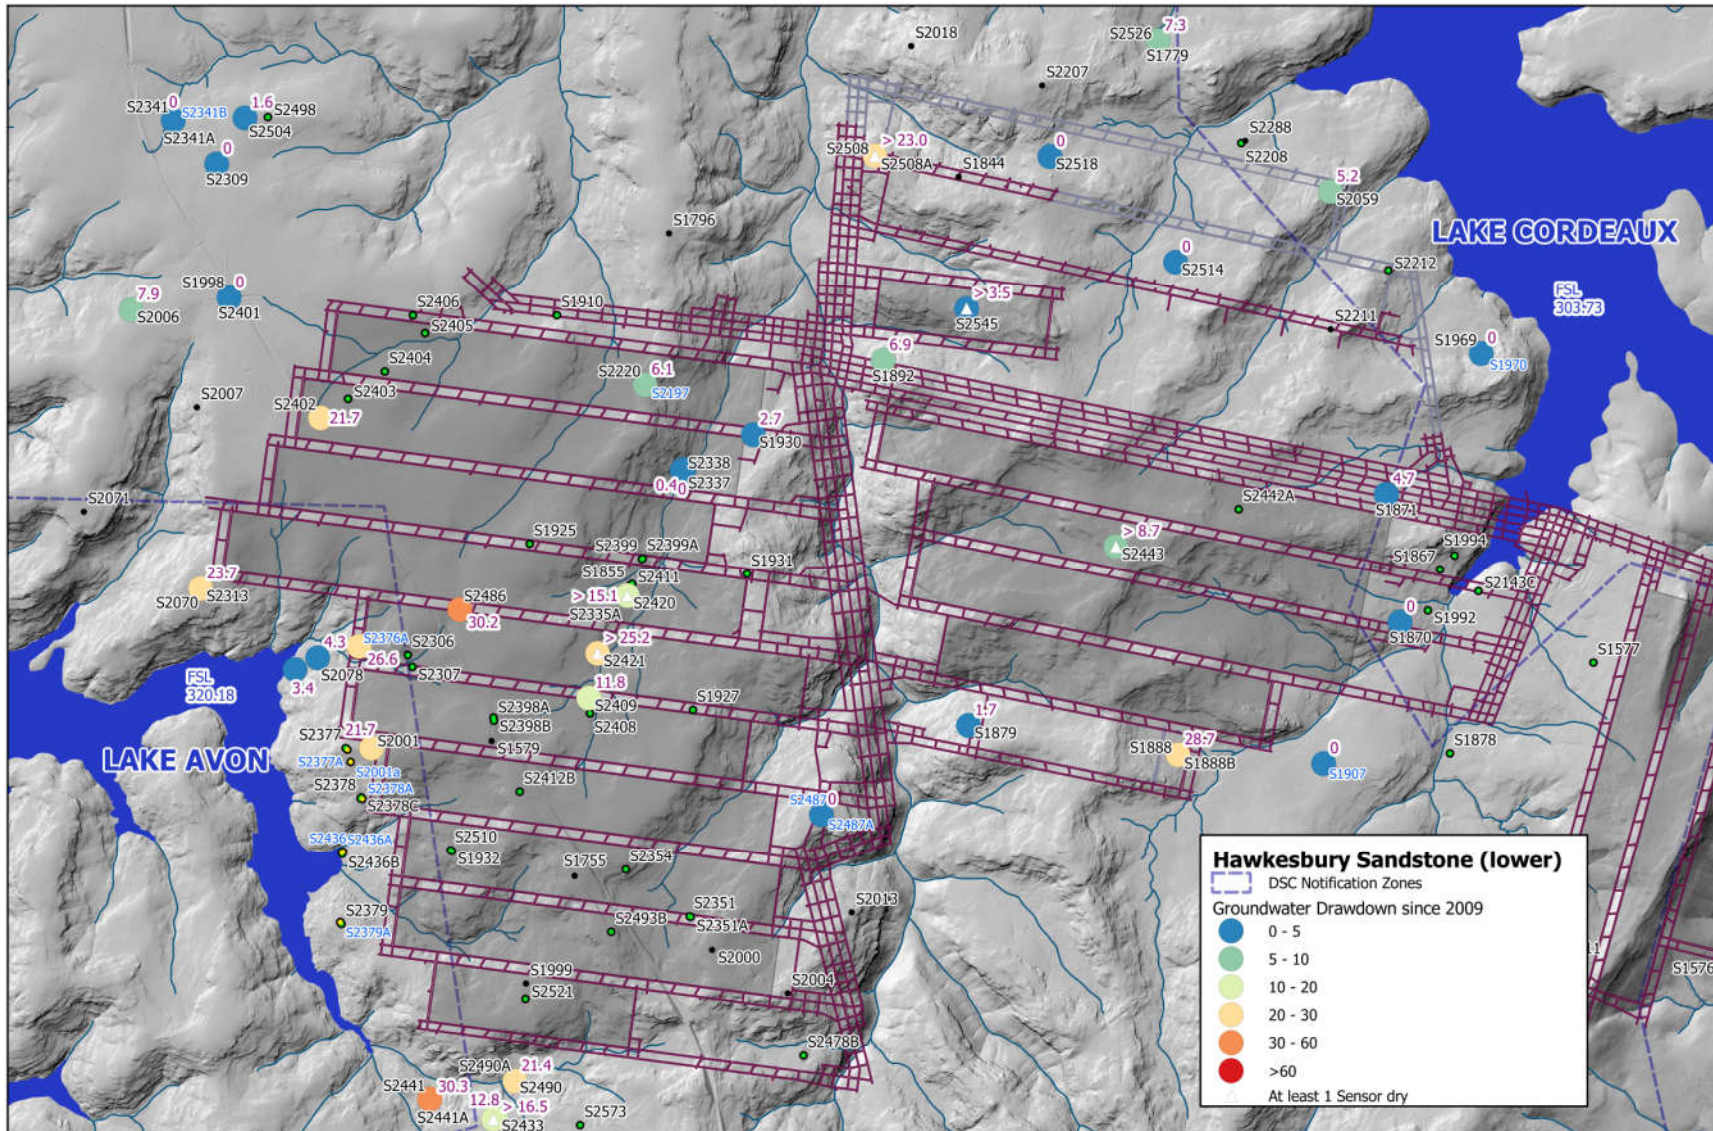 S2018
S2526
7.3
S1779
S2207
S2341
0
S2341B
1.6
S2498
S2341A
S2504
0
S2309
S2508
> 23.0
S2508A
S1844
0
S2518
S2288
S2208
5.2
S2059
LAKE CORDEAUX
S1796
0
S2514
S2212
FSL
303.73
S1998
0
S2401
7.9
S2006
S2406
S2405
S1910
> 3.5
S2545
S2211
S1969
0
S1970
S2404
S2403
S2402
21.7
S2007
S2220
6.1
S2197
6.9
S1892
2.7
S1930
S2338
S2337
0.4
0
S2071
S2442A
4.7
S1871
S1925
S2399
S2399A
S1931
> 8.7
S2443
S1994
S1867
S2143C
S1855
S2411
> 15.1
S2420
S2335A
23.7
S2070
S2313
S2486
30.2
0
S1870
S1992
S1577
4.3
S2376A
26.6
S2306
S2307
S2078
3.4
FSL
320.18
> 25.2
S2421
11.8
S2409
S2408
S1927
S2398A
S2398B
S1579
LAKE AVON
S2377
21.7
S2001
S2377A
S2001a
S2378
S2378A
S2378C
S2412B
1.7
S1879
S1888
28.7
S1888B
0
S1907
S1878
S2487
0
S2487A
S2436
S2436A
S2436B
S2510
S1932
S1755
S2354
S2379
S2379A
S2493B
S2351
S2351A
S2013
S2000
S1999
S2521
S2004
S2478B
S2490A
21.4
S2490
S2441
30.3
S2441A
12.8
> 16.5
S2433
S2573
S1576
Hawkesbury Sandstone (lower)
DSC Notification Zones
Groundwater Drawdown since 2009
0 - 5
5 - 10
10 - 20
20 - 30
30 - 60
>60
At least 1 Sensor dry